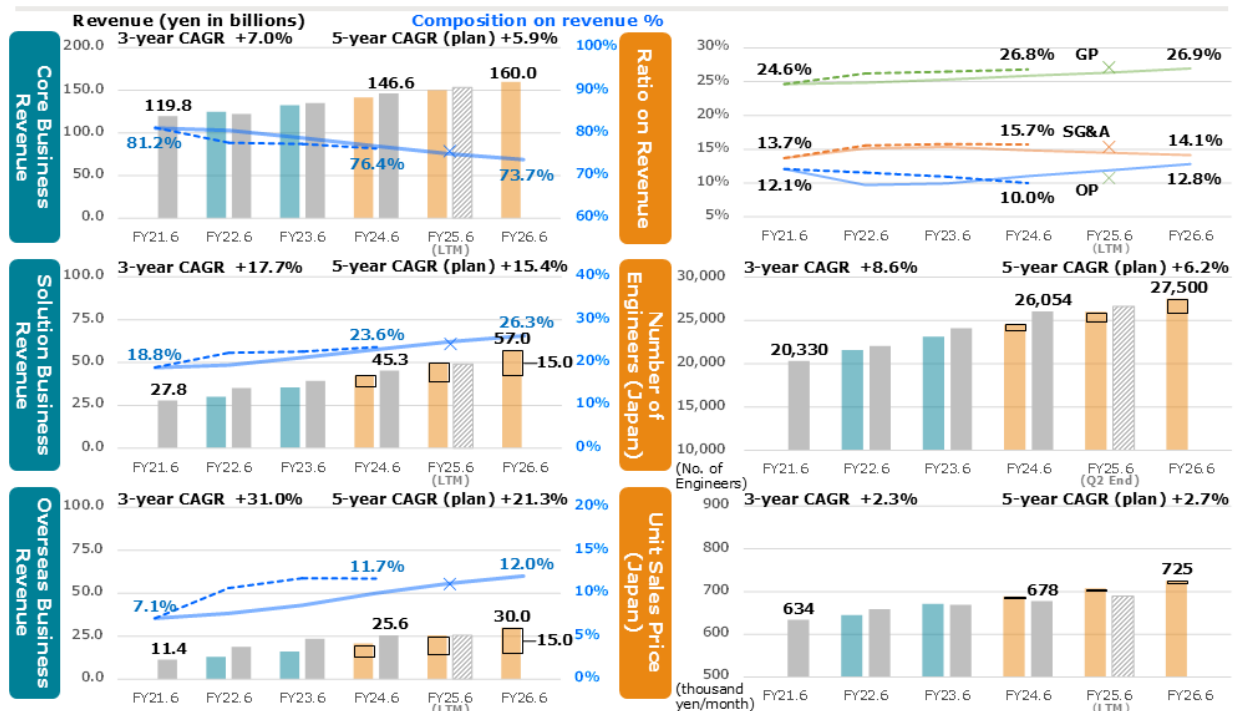 Revenue (yen in billions)
Composition on revenue %
Core Business
Revenue
3-year CAGR +7.0%
5-year CAGR (plan) +5.9%
200.0
150.0
100.0
50.0
0.0
100%
90%
80%
70%
60%
119.8
146.6
160.0
81.2%
76.4%
73.7%
FY21.6
FY22.6
FY23.6
FY24.6
FY25.6
(LTM)
FY26.6
Ratio on Revenue
30%
25%
20%
15%
10%
5%
24.6%
26.8%
GP
26.9%
13.7%
15.7%
SG&A
14.1%
12.1%
10.0%
OP
12.8%
FY21.6
FY22.6
FY23.6
FY24.6
FY25.6
(LTM)
FY26.6
Solution Business
Revenue
3-year CAGR +17.7%
5-year CAGR (plan) +15.4%
100.0
75.0
50.0
25.0
0.0
40%
30%
20%
10%
0%
18.8%
23.6%
26.3%
27.8
45.3
57.0
15.0
FY21.6
FY22.6
FY23.6
FY24.6
FY25.6
(LTM)
FY26.6
Number of
Engineers (Japan)
3-year CAGR +8.6%
5-year CAGR (plan) +6.2%
30,000
25,000
20,000
15,000
10,000
(No. of
Engineers)
20,330
26,054
27,500
FY21.6
FY22.6
FY23.6
FY24.6
FY25.6
(Q2 End)
FY26.6
Overseas Business
Revenue
3-year CAGR +31.0%
5-year CAGR (plan) +21.3%
100.0
75.0
50.0
25.0
0.0
20%
15%
10%
5%
0%
7.1%
11.7%
12.0%
11.4
25.6
30.0
15.0
FY21.6
FY22.6
FY23.6
FY24.6
FY25.6
(LTM)
FY26.6
Unit Sales Price
(Japan)
3-year CAGR +2.3%
5-year CAGR (plan) +2.7%
900
800
700
600
500
(thousand
yen/month)
634
678
725
FY21.6
FY22.6
FY23.6
FY24.6
FY25.6
(LTM)
FY26.6